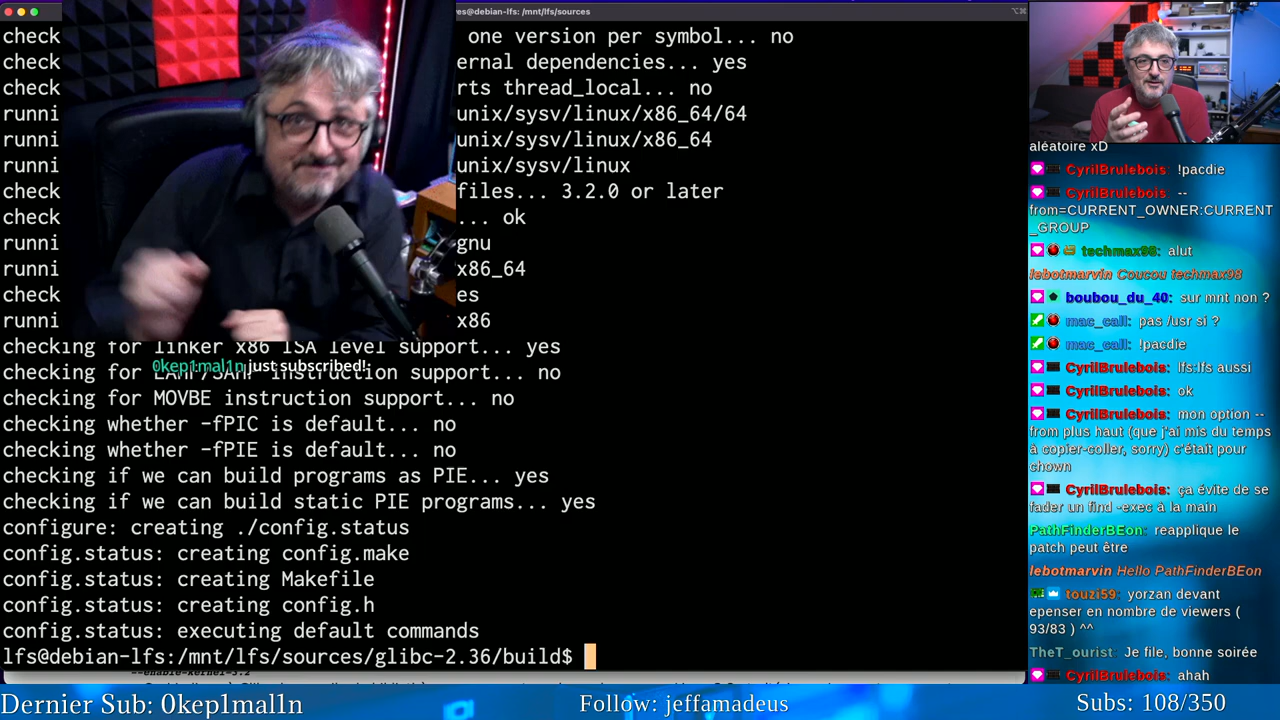 ves@debian-lfs: /mnt/lfs/sources
check one version per symbol... no
check ernal dependencies... yes
check rts thread_local... no
runni unix/sysv/linux/x86_64/64
runni unix/sysv/linux/x86_64
runni unix/sysv/linux
check files... 3.2.0 or later
check ... ok
runni gnu
runni x86_64
check es
runni x86
checking for linker x86 ISA level support... yes
0kep1mal1n just subscribed!
checking for instruction support... no
checking for MOVBE instruction support... no
checking whether -fPIC is default... no
checking whether -fPIE is default... no
checking if we can build programs as PIE... yes
checking if we can build static PIE programs... yes
configure: creating ./config.status
config.status: creating config.make
config.status: creating Makefile
config.status: creating config.h
config.status: executing default commands
lfs@debian-lfs:/mnt/lfs/sources/glibc-2.36/build$
aléatoire xD
CyrilBrulebois: !pacdie
CyrilBrulebois: --
from=CURRENT_OWNER:CURRENT
_GROUP
techmax98: alut
lebotmarvin Coucou techmax98
boubou_du_40: sur mnt non ?
mac_call: pas /usr si ?
mac_call: !pacdie
CyrilBrulebois: lfs:lfs aussi
CyrilBrulebois: ok
CyrilBrulebois: mon option --
from plus haut (que j'ai mis du temps
à copier-coller, sorry) c'était pour
chown
CyrilBrulebois: ça évite de se
fader un find -exec à la main
PathFinderBEon: reapplique le
patch peut être
lebotmarvin Hello PathFinderBEon
touzi59: yorzan devant
epenser en nombre de viewers (
93/83 ) ^^
TheT_ourist: Je file, bonne soirée
CyrilBrulebois: ahah
Dernier Sub: 0kep1mal1n
Follow: jeffamadeus
Subs: 108/350